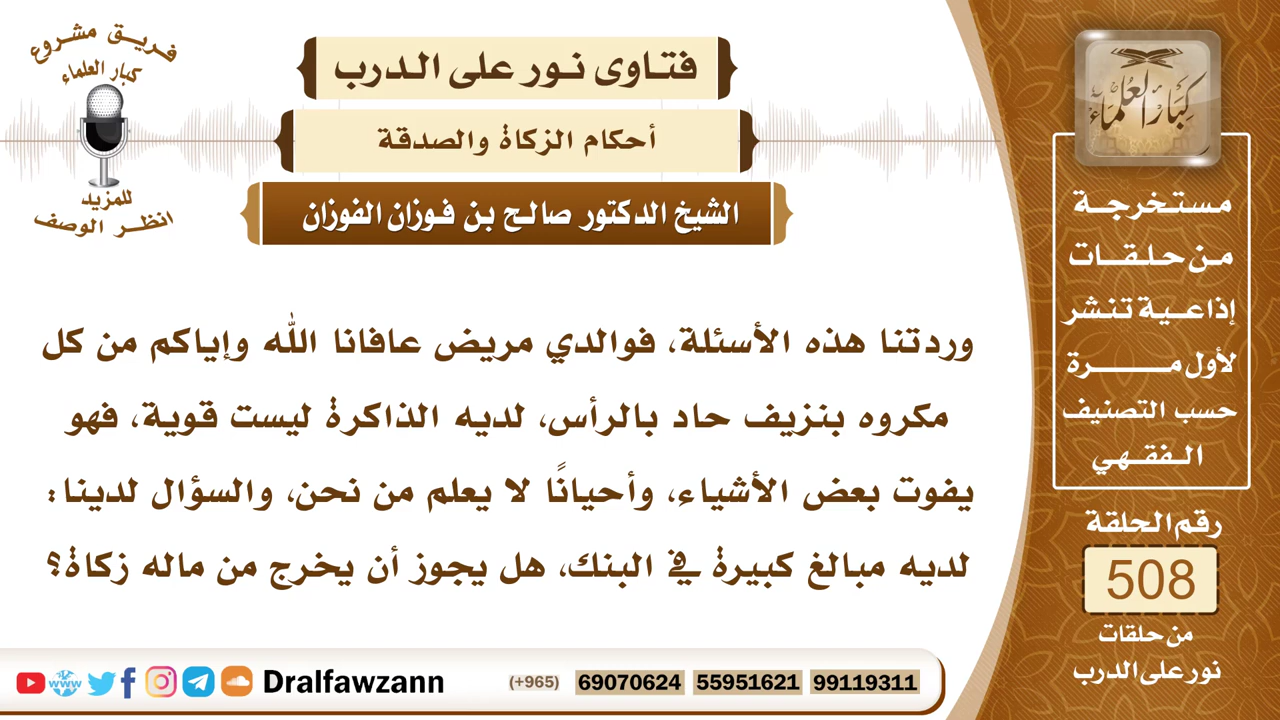 فريق مشروع
كبار العلماء
للمزيد
انظر الوصف
فتاوى نور على الدرب
أحكام الزكاة والصدقة
الشيخ الدكتور صالح بن فوزان الفوزان
وردتنا هذه الأسئلة، فوالدي مريض عافانا الله وإياكم من كل
مكروه بنزيف حاد بالرأس، لديه الذاكرة ليست قوية، فهو
يفوت بعض الأشياء، وأحيانًا لا يعلم من نحن، والسؤال لدينا:
لديه مبالغ كبيرة في البنك، هل يجوز أن يخرج من ماله زكاة؟
كبار العلماء
مستخرجة
من حلقات
إذاعية تنشر
لأول مرة
حسب التصنيف
الفقهي
رقم الحلقة
508
من حلقات
نور على الدرب
www Dralfawzann (+965) 69070624 55951621 99119311